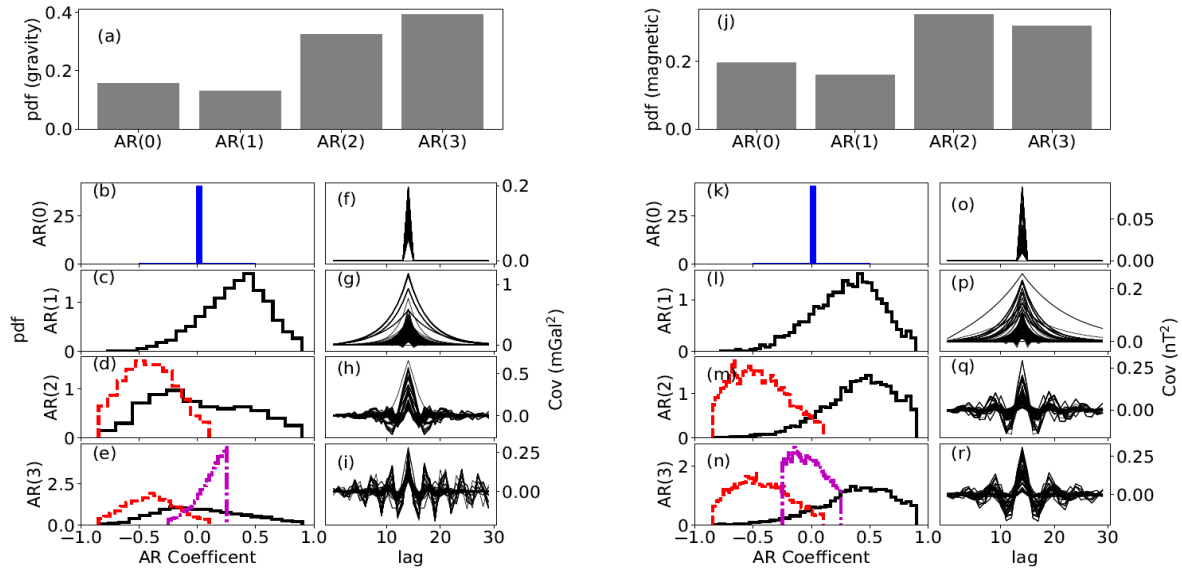 pdf (gravity)
0.4
0.2
0.0
(a)
AR(0) AR(1) AR(2) AR(3)
pdf
AR(0)
25
0
(b)
(f)
0.2
0.0
AR(1)
1
0
(c)
(g)
1
0
AR(2)
1
0
(d)
(h)
0.5
0.0
AR(3)
2.5
0.0
(e)
(i)
0.25
0.00
Cov (mGal²)
−1.0 −0.5 0.0 0.5 1.0
AR Coefficent
0 10 20 30
lag
pdf (magnetic)
0.2
0.0
(j)
AR(0) AR(1) AR(2) AR(3)
AR(0)
25
0
(k)
(o)
0.05
0.00
AR(1)
1
0
(l)
(p)
0.2
0.0
AR(2)
1
0
(m)
(q)
0.25
0.00
AR(3)
2
0
(n)
(r)
0.25
0.00
Cov (nT²)
−1.0 −0.5 0.0 0.5 1.0
AR Coefficent
0 10 20 30
lag